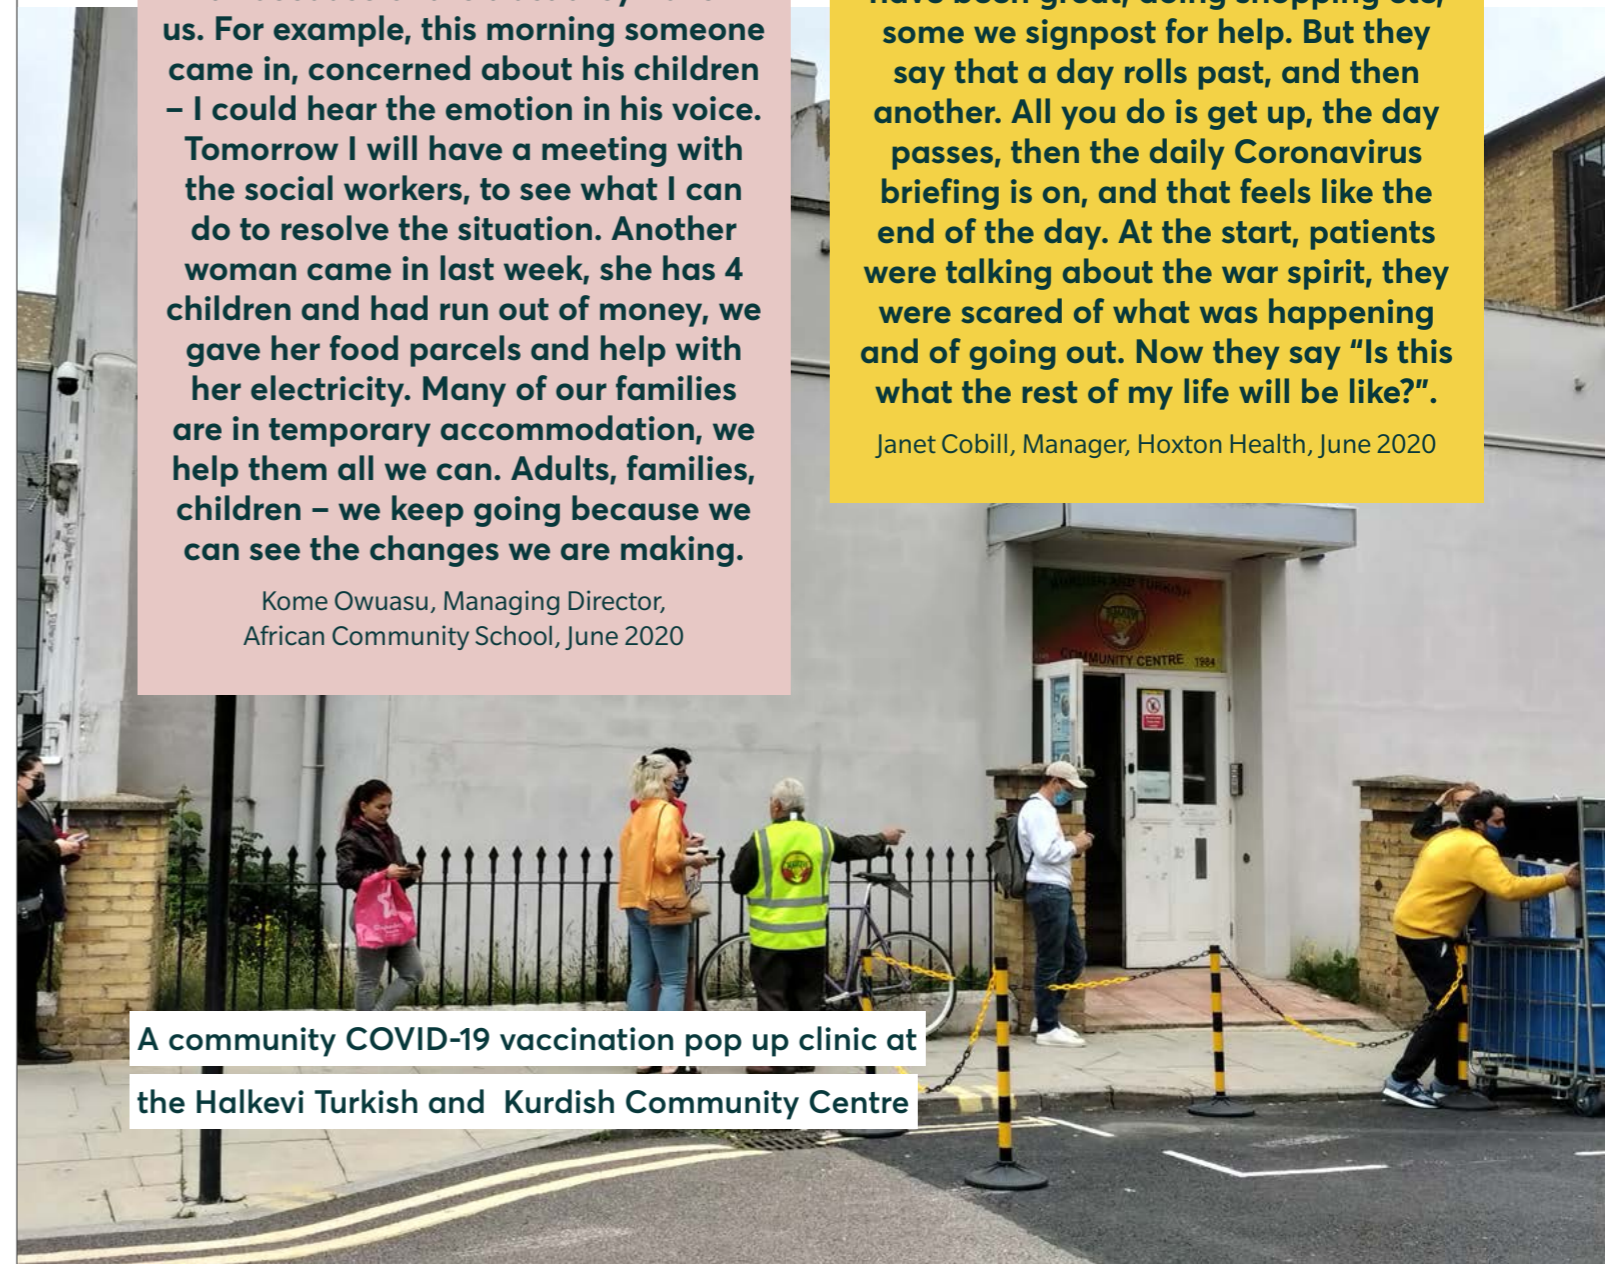 us. For example, this morning someone
came in, concerned about his children
– I could hear the emotion in his voice.
Tomorrow I will have a meeting with
the social workers, to see what I can
do to resolve the situation. Another
woman came in last week, she has 4
children and had run out of money, we
gave her food parcels and help with
her electricity. Many of our families
are in temporary accommodation, we
help them all we can. Adults, families,
children – we keep going because we
can see the changes we are making.
Kome Owuasu, Managing Director,
African Community School, June 2020
have been great, doing shopping etc,
some we signpost for help. But they
say that a day rolls past, and then
another. All you do is get up, the day
passes, then the daily Coronavirus
briefing is on, and that feels like the
end of the day. At the start, patients
were talking about the war spirit, they
were scared of what was happening
and of going out. Now they say “Is this
what the rest of my life will be like?”.
Janet Cobill, Manager, Hoxton Health, June 2020
KURDISH AND TURKISH
COMMUNITY CENTRE 1984
A community COVID-19 vaccination pop up clinic at
the Halkevi Turkish and  Kurdish Community Centre